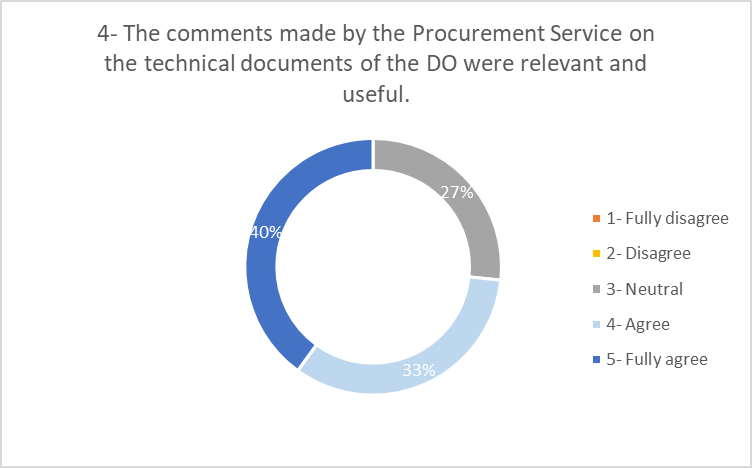 4- The comments made by the Procurement Service on
the technical documents of the DO were relevant and
useful.
27%
40%
33%
1- Fully disagree
2- Disagree
3- Neutral
4- Agree
5- Fully agree